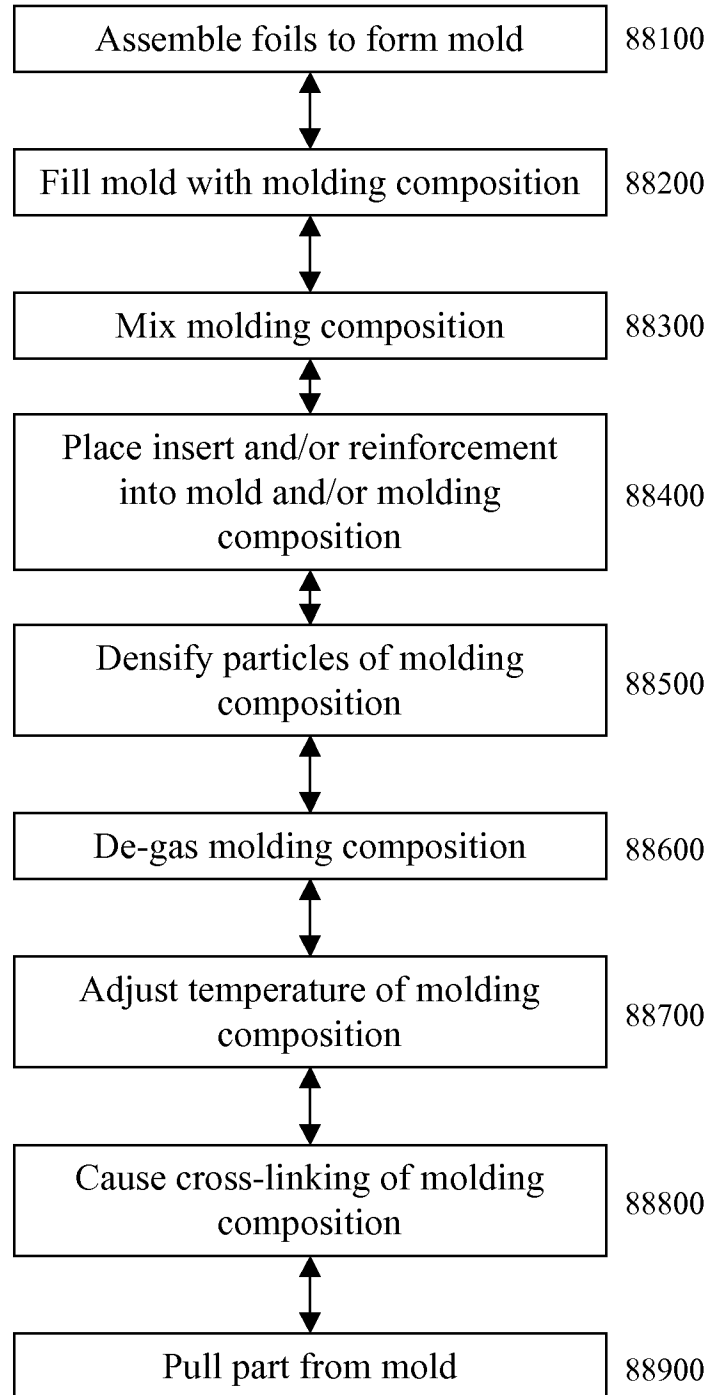 Assemble foils to form mold
88100
Fill mold with molding composition
88200
Mix molding composition
88300
Place insert and/or reinforcement
into mold and/or molding
composition
88400
Densify particles of molding
composition
88500
De-gas molding composition
88600
Adjust temperature of molding
composition
88700
Cause cross-linking of molding
composition
88800
Pull part from mold
88900